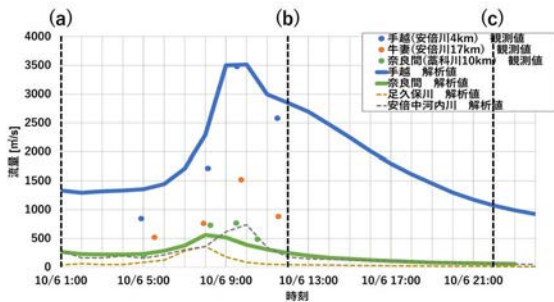 (a)
(b)
(c)
4000
3500
3000
2500
2000
1500
1000
500
0
流量 [㎥/s]
手越(安倍川4km) 観測値
牛妻(安倍川17km) 観測値
奈良間(藁科川10km) 観測値
手越 解析値
奈良間 解析値
足久保川 解析値
安倍中河内川 解析値
10/6 1:00
10/6 5:00
10/6 9:00
10/6 13:00
10/6 17:00
10/6 21:00
時刻